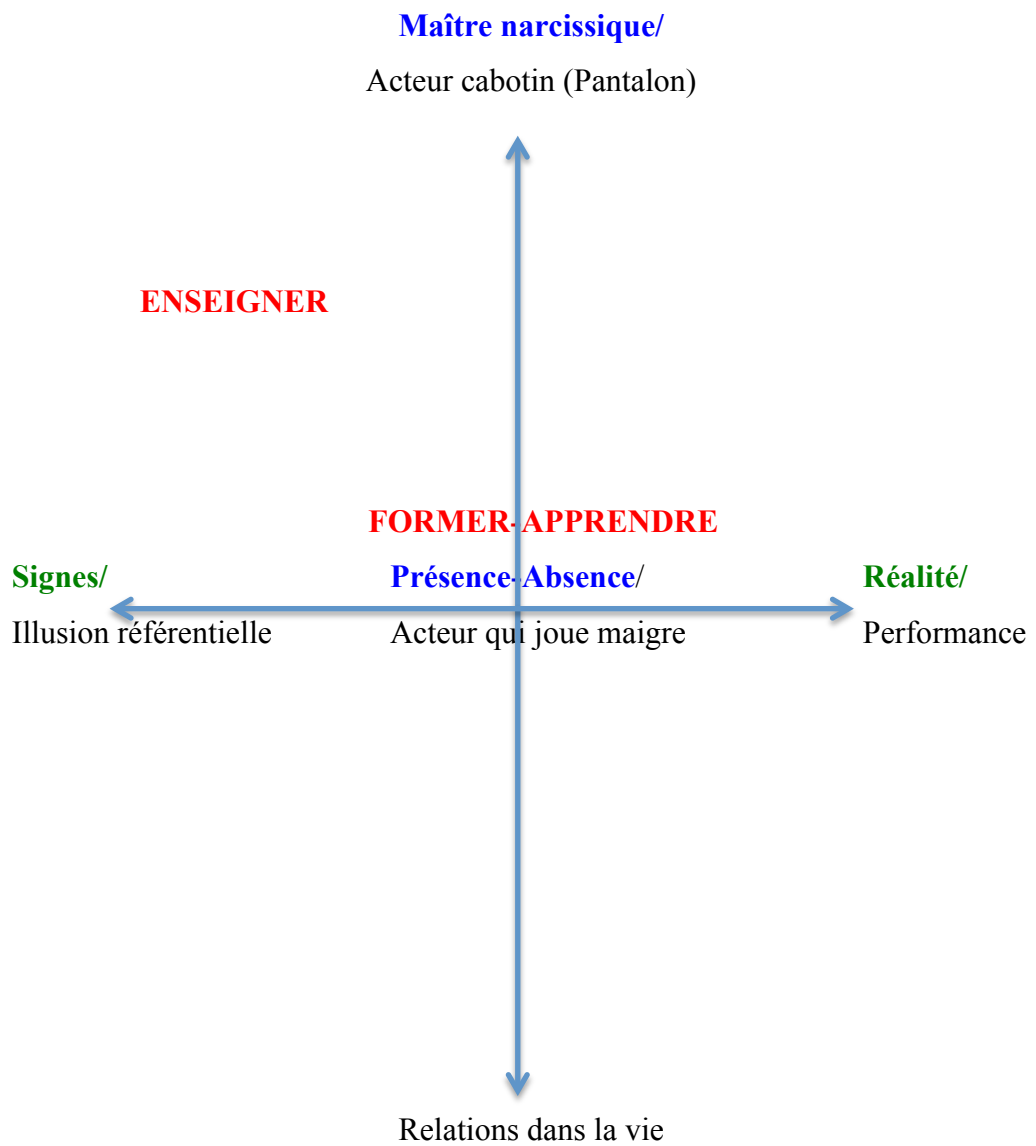 Maître narcissique/
Acteur cabotin (Pantalon)
ENSEIGNER
FORMER-APPRENDRE
Signes/ Présence-Absence/ Réalité/
Illusion référentielle Acteur qui joue maigre Performance
Relations dans la vie